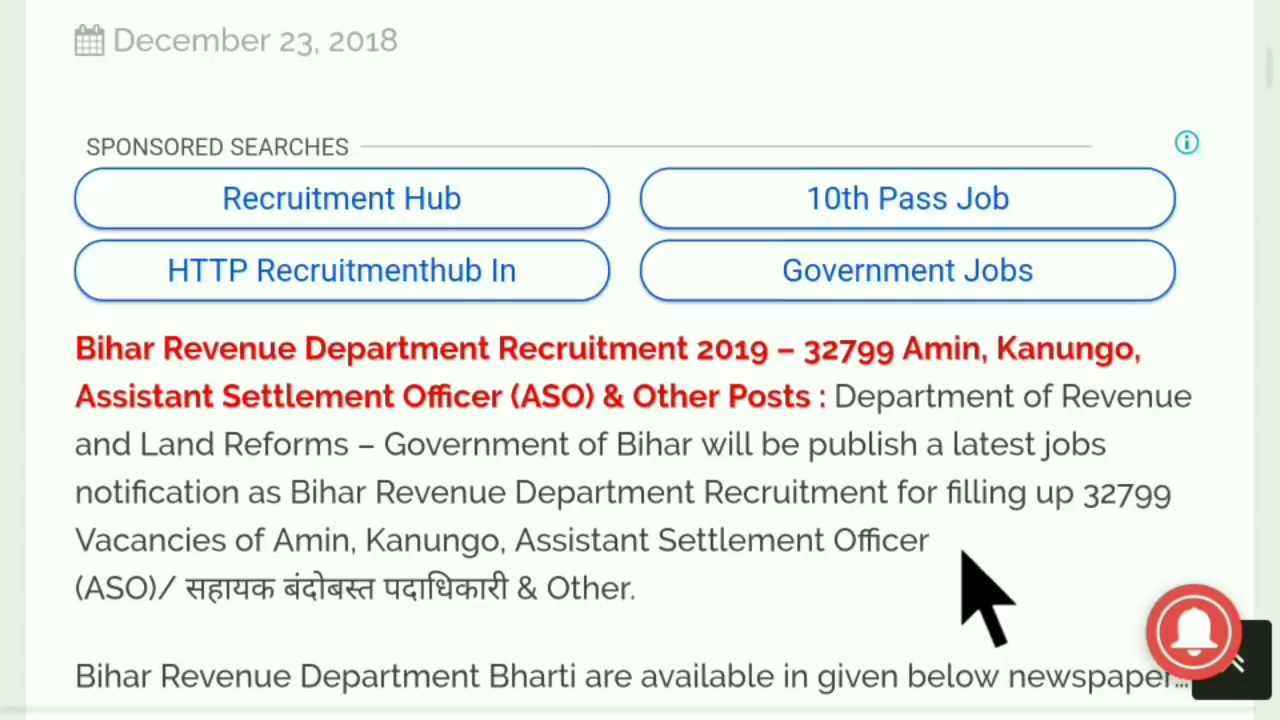 December 23, 2018
SPONSORED SEARCHES
Recruitment Hub
10th Pass Job
HTTP Recruitmenthub In
Government Jobs
Bihar Revenue Department Recruitment 2019 – 32799 Amin, Kanungo,
Assistant Settlement Officer (ASO) & Other Posts : Department of Revenue
and Land Reforms – Government of Bihar will be publish a latest jobs
notification as Bihar Revenue Department Recruitment for filling up 32799
Vacancies of Amin, Kanungo, Assistant Settlement Officer
(ASO)/ सहायक बंदोबस्त पदाधिकारी & Other.
Bihar Revenue Department Bharti are available in given below newspaper...